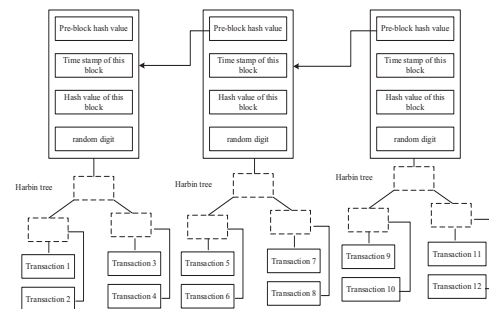 Pre-block hash value
Time stamp of this
block
Hash value of this
block
random digit
Pre-block hash value
Time stamp of this
block
Hash value of this
block
random digit
Pre-block hash value
Time stamp of this
block
Hash value of this
block
random digit
Harbin tree
Harbin tree
Harbin tree
Transaction 1
Transaction 2
Transaction 3
Transaction 4
Transaction 5
Transaction 6
Transaction 7
Transaction 8
Transaction 9
Transaction 10
Transaction 11
Transaction 12